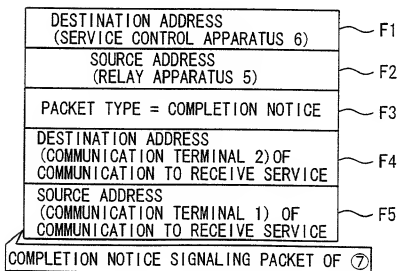 DESTINATION ADDRESS
(SERVICE CONTROL APPARATUS 6)
F1
SOURCE ADDRESS
(RELAY APPARATUS 5)
F2
PACKET TYPE = COMPLETION NOTICE
F3
DESTINATION ADDRESS
(COMMUNICATION TERMINAL 2)OF
COMMUNICATION TO RECEIVE SERVICE
F4
SOURCE ADDRESS
(COMMUNICATION TERMINAL 1) OF
COMMUNICATION TO RECEIVE SERVICE
F5
COMPLETION NOTICE SIGNALING PACKET OF ⑦